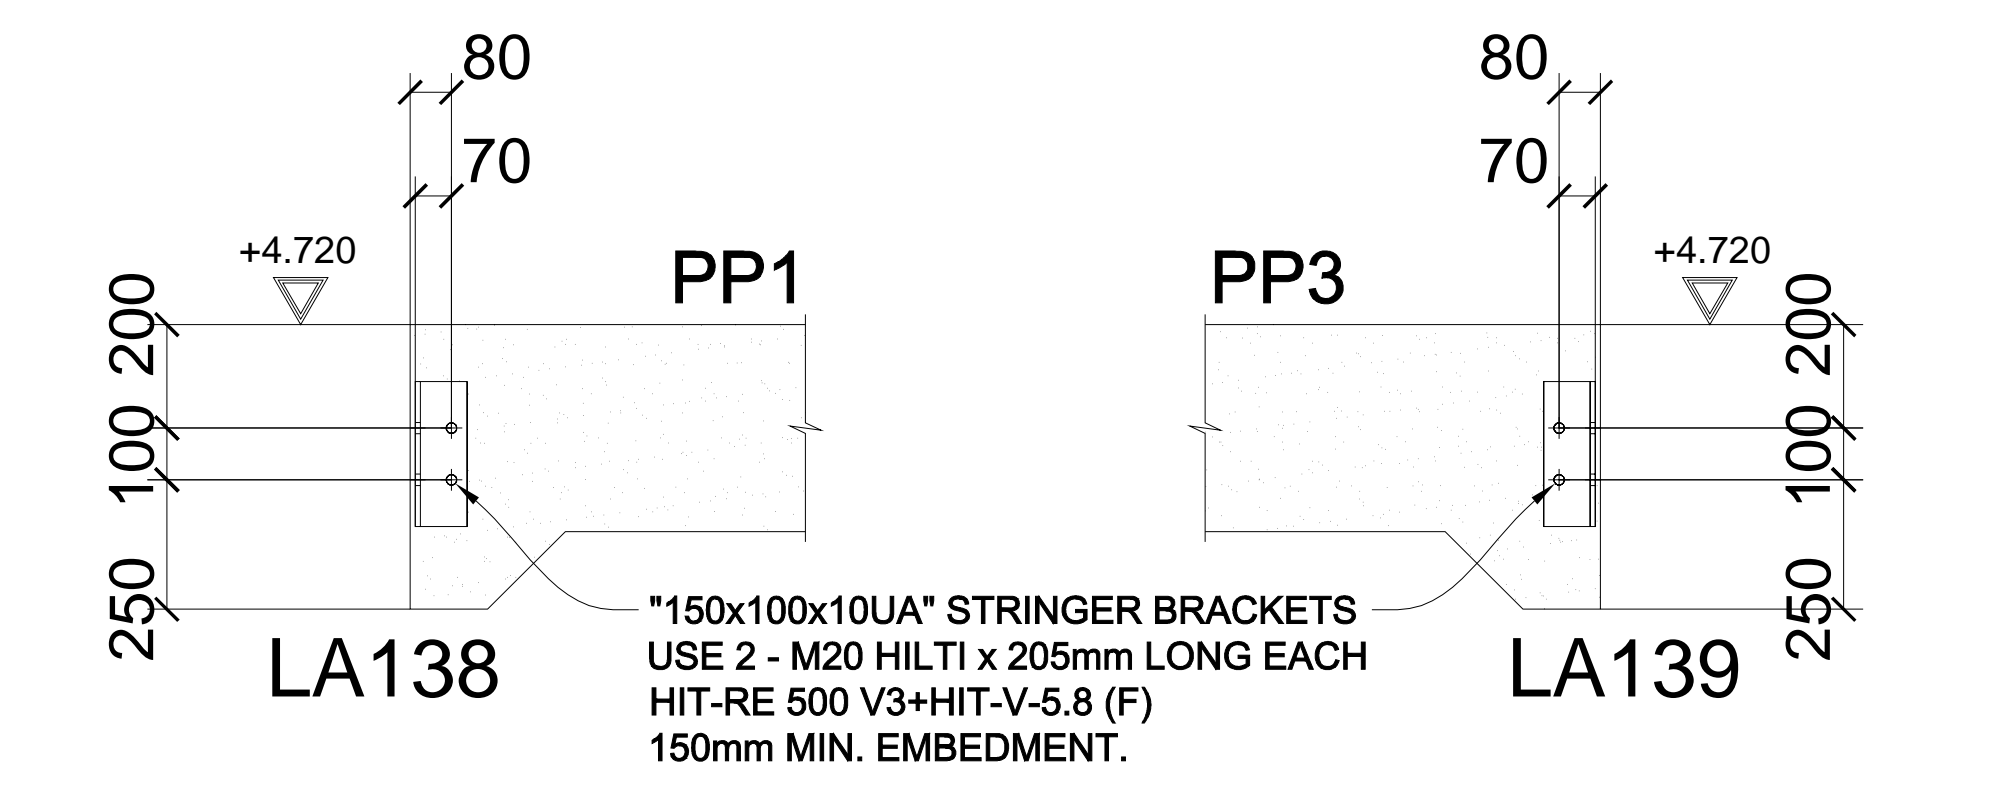 80
80
70
70
+4.720
+4.720
PP1
PP3
200
200
100
100
250
250
"150x100x10UA" STRINGER BRACKETS
USE 2 - M20 HILTI x 205mm LONG EACH
HIT-RE 500 V3+HIT-V-5.8 (F)
150mm MIN. EMBEDMENT.
LA138
LA139